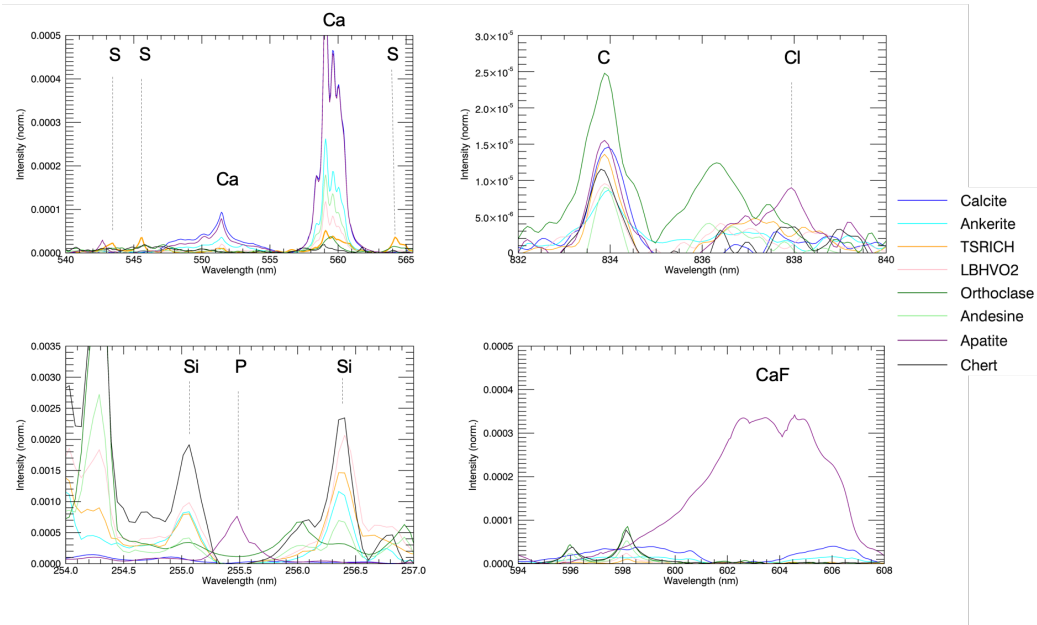 Ca
S S S
Ca
0.0005
0.0004
0.0003
0.0002
0.0001
0.0000
Intensity (norm.)
540 545 550 555 560 565
Wavelength (nm)
C Cl
3.0×10⁻⁵
2.5×10⁻⁵
2.0×10⁻⁵
1.5×10⁻⁵
1.0×10⁻⁵
5.0×10⁻⁶
0
Intensity (norm.)
832 834 836 838 840
Wavelength (nm)
Calcite
Ankerite
TSRICH
LBHVO2
Orthoclase
Andesine
Apatite
Chert
Si P Si
0.0035
0.0030
0.0025
0.0020
0.0015
0.0010
0.0005
0.0000
Intensity (norm.)
254.0 254.5 255.0 255.5 256.0 256.5 257.0
Wavelength (nm)
CaF
0.0005
0.0004
0.0003
0.0002
0.0001
0.0000
Intensity (norm.)
594 596 598 600 602 604 606 608
Wavelength (nm)